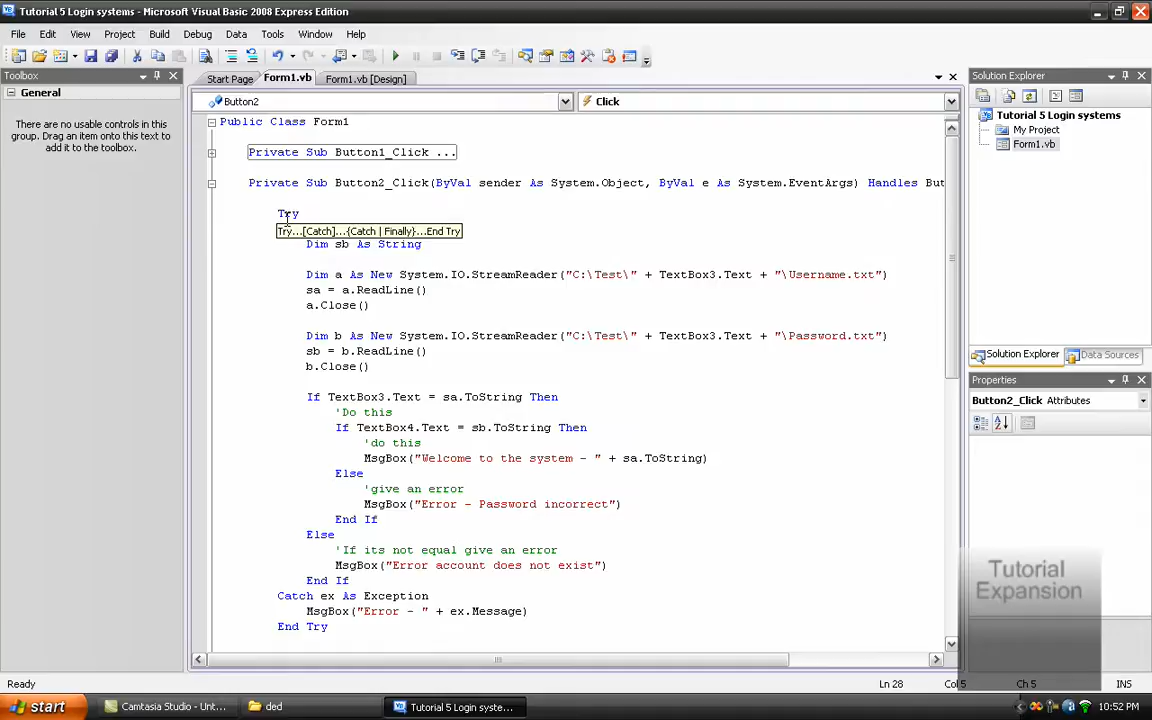 Tutorial 5 Login systems - Microsoft Visual Basic 2008 Express Edition
File Edit View Project Build Debug Data Tools Window Help
Toolbox
General
There are no usable controls in this
group. Drag an item onto this text to
add it to the toolbox.
Start Page Form1.vb Form1.vb [Design]
Button2 Click
Public Class Form1
Private Sub Button1_Click ...
Private Sub Button2_Click(ByVal sender As System.Object, ByVal e As System.EventArgs) Handles But
Try
Try...[Catch]...{Catch | Finally}...End Try
Dim sb As String
Dim a As New System.IO.StreamReader("C:\Test\" + TextBox3.Text + "\Username.txt")
sa = a.ReadLine()
a.Close()
Dim b As New System.IO.StreamReader("C:\Test\" + TextBox3.Text + "\Password.txt")
sb = b.ReadLine()
b.Close()
If TextBox3.Text = sa.ToString Then
'Do this
If TextBox4.Text = sb.ToString Then
'do this
MsgBox("Welcome to the system - " + sa.ToString)
Else
'give an error
MsgBox("Error - Password incorrect")
End If
Else
'If its not equal give an error
MsgBox("Error account does not exist")
End If
Catch ex As Exception
MsgBox("Error - " + ex.Message)
End Try
Solution Explorer
Tutorial 5 Login systems
My Project
Form1.vb
Solution Explorer Data Sources
Properties
Button2_Click Attributes
Tutorial
Expansion
Ready Ln 28 Col 5 Ch 5 INS
start Camtasia Studio - Unt... ded Tutorial 5 Login syste... 10:52 PM